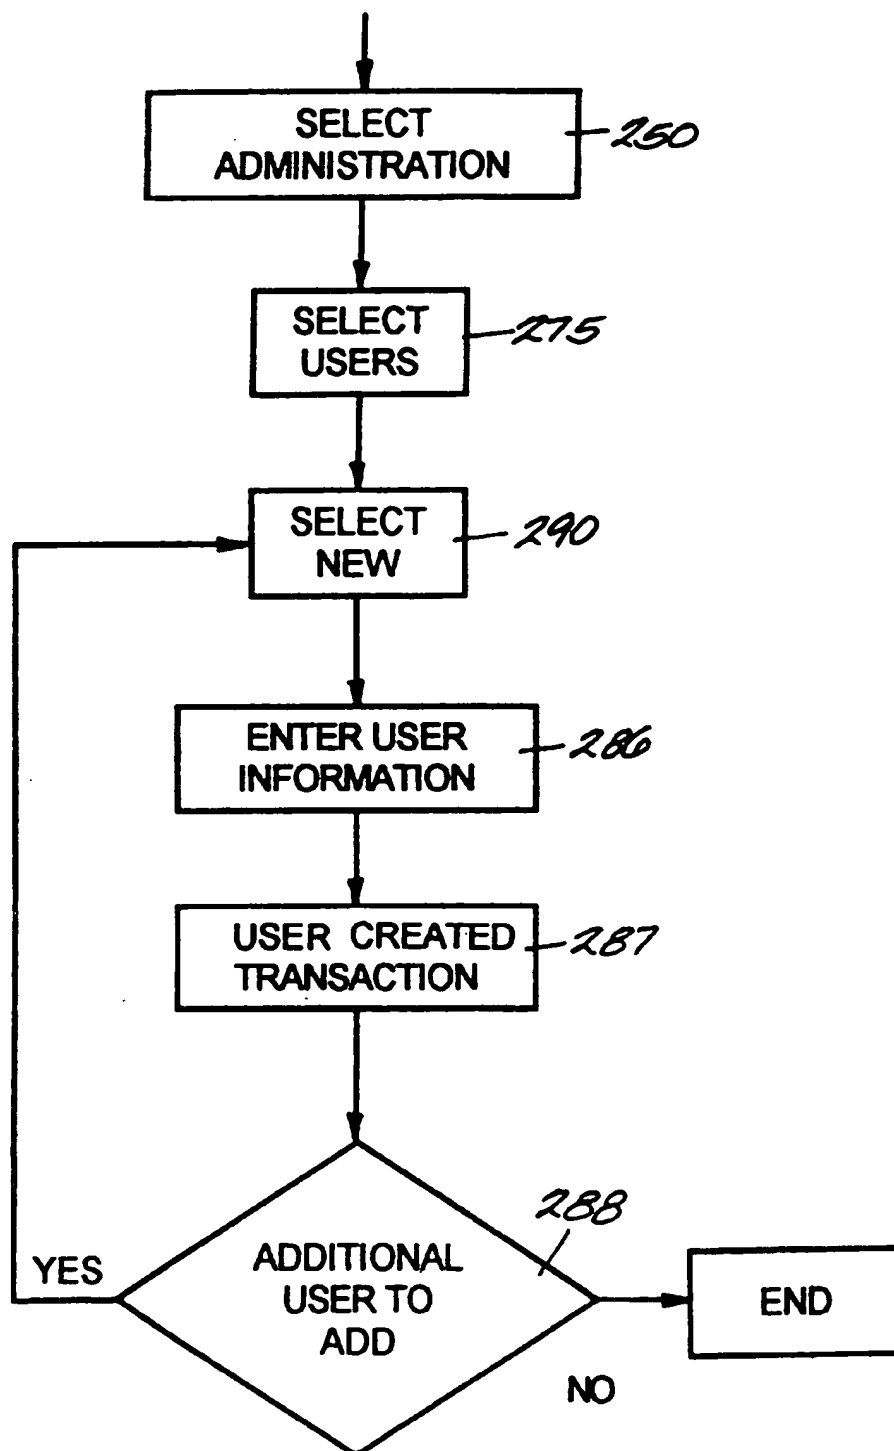 SELECT
ADMINISTRATION
250
SELECT
USERS
275
SELECT
NEW
290
ENTER USER
INFORMATION
286
USER CREATED
TRANSACTION
287
ADDITIONAL
USER TO
ADD
288
YES
NO
END